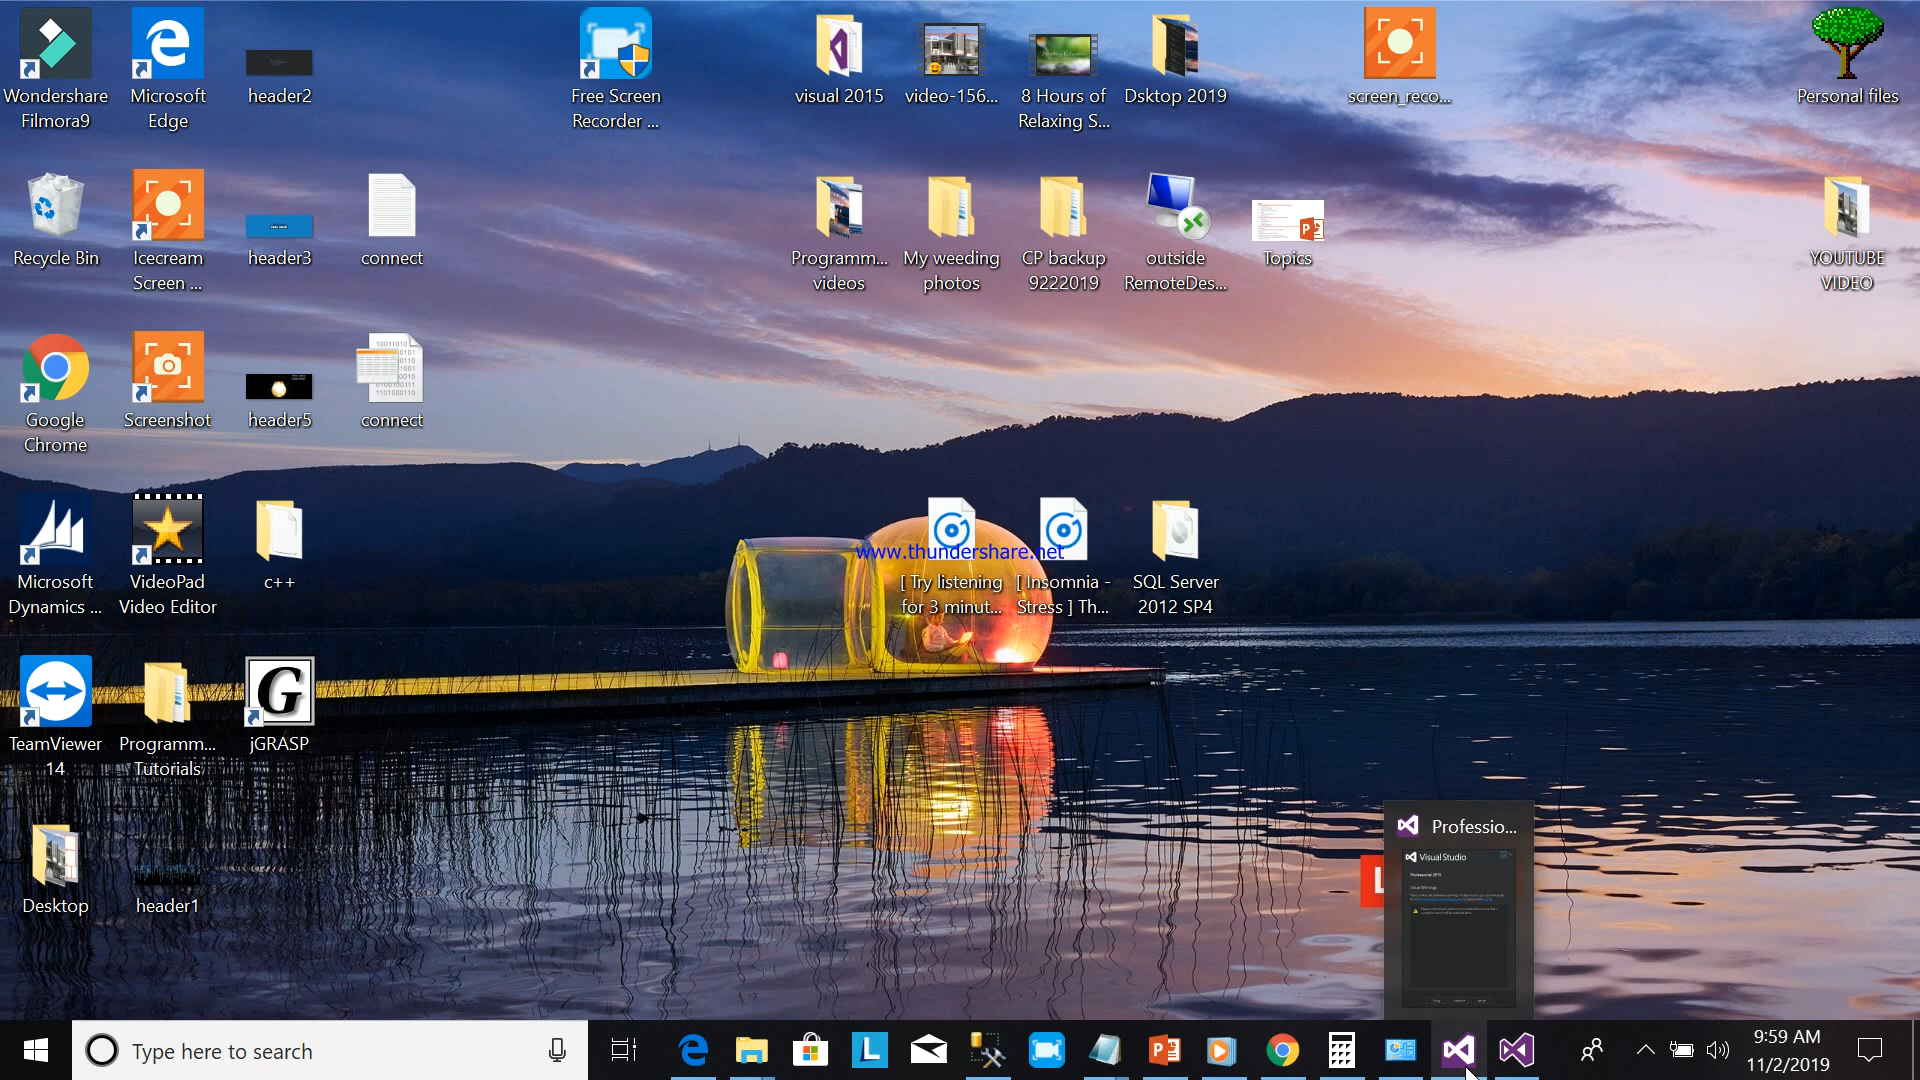 Wondershare
Filmora9
Microsoft
Edge
header2
Free Screen
Recorder ...
visual 2015
video-156...
8 Hours of
Relaxing S...
Dsktop 2019
screen_reco...
Personal files
Recycle Bin
Icecream
Screen ...
header3
connect
Programm...
videos
My weeding
photos
CP backup
9222019
outside
RemoteDes...
Topics
YOUTUBE
VIDEO
Google
Chrome
Screenshot
header5
connect
Microsoft
Dynamics ...
VideoPad
Video Editor
c++
www.thundershare.net
[ Try listening
for 3 minut...
[ Insomnia -
Stress ] Th...
SQL Server
2012 SP4
TeamViewer
14
Programm...
Tutorials
G
jGRASP
Desktop
header1
Professio...
Visual Studio
L
Type here to search
L
9:59 AM
11/2/2019